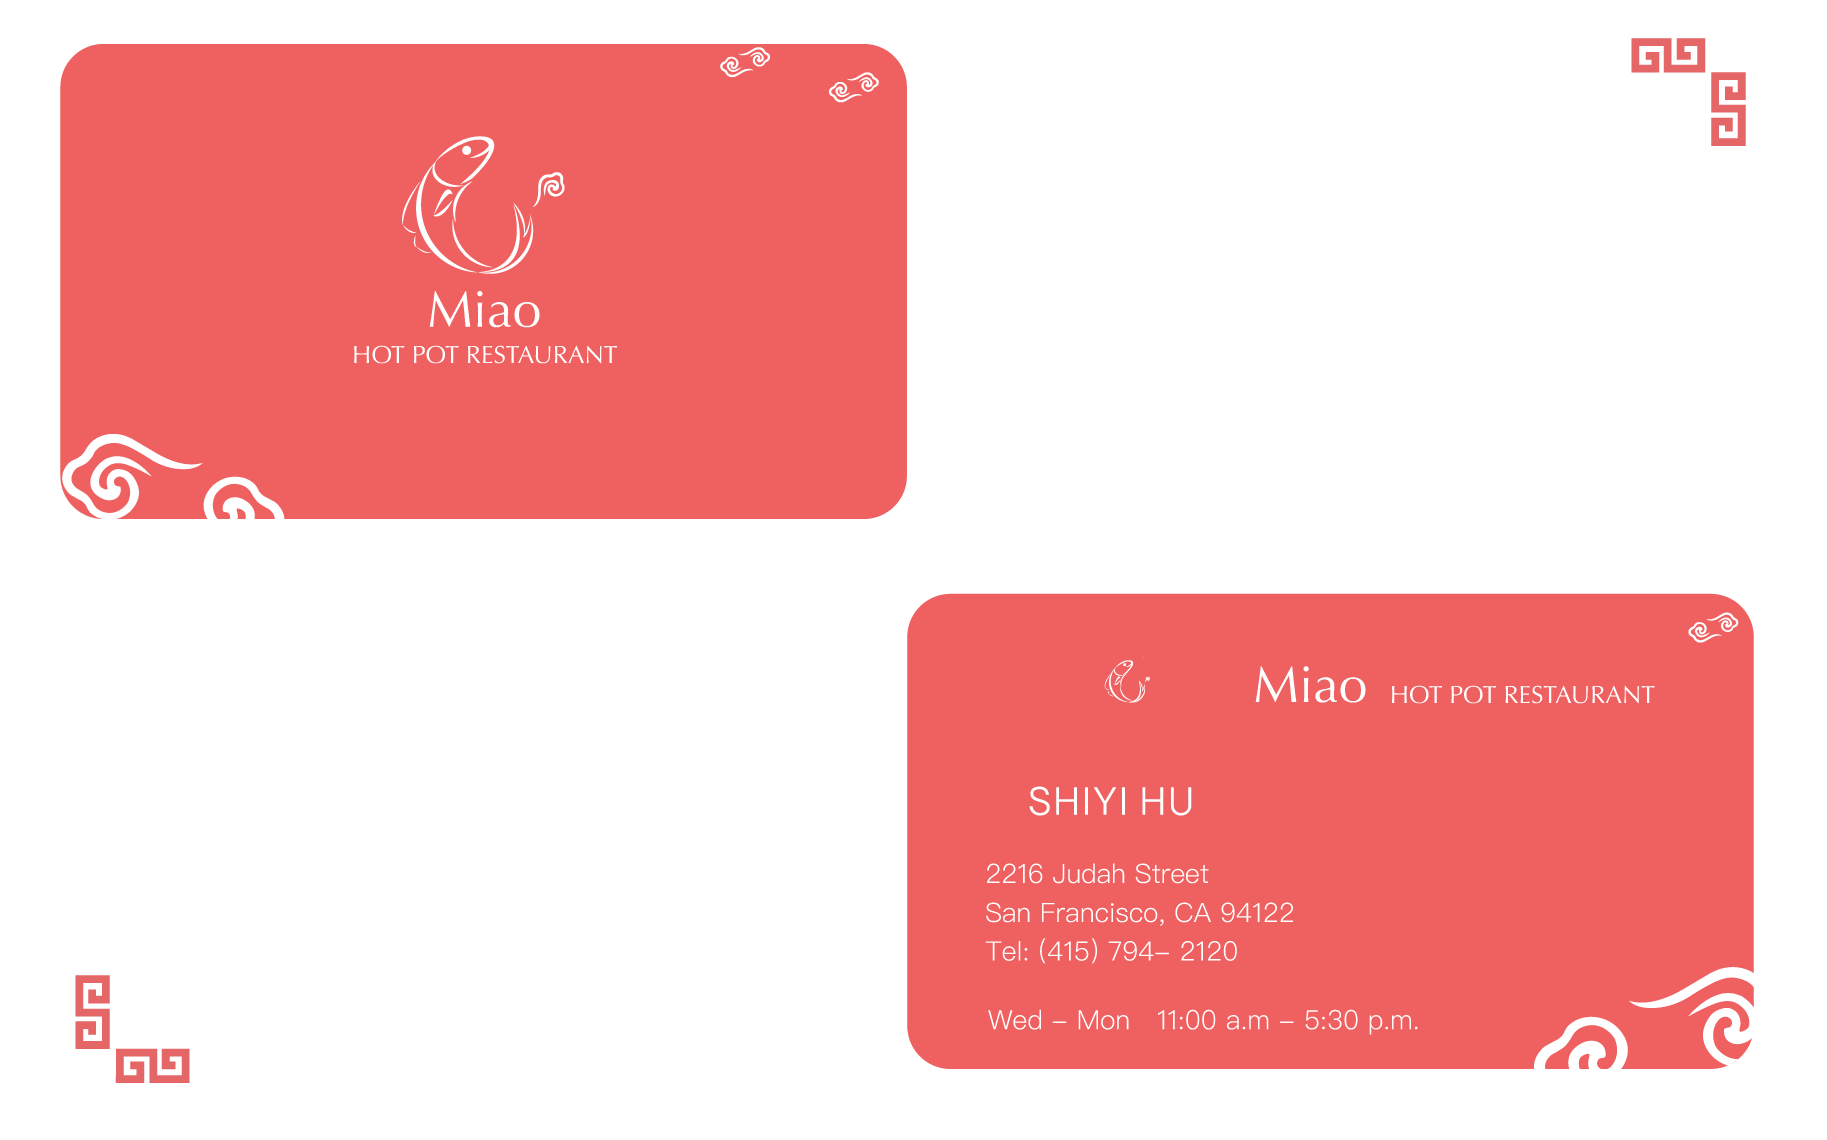 Miao
HOT POT RESTAURANT
Miao HOT POT RESTAURANT
SHIYI HU
2216 Judah Street
San Francisco, CA 94122
Tel: (415) 794– 2120
Wed – Mon 11:00 a.m – 5:30 p.m.